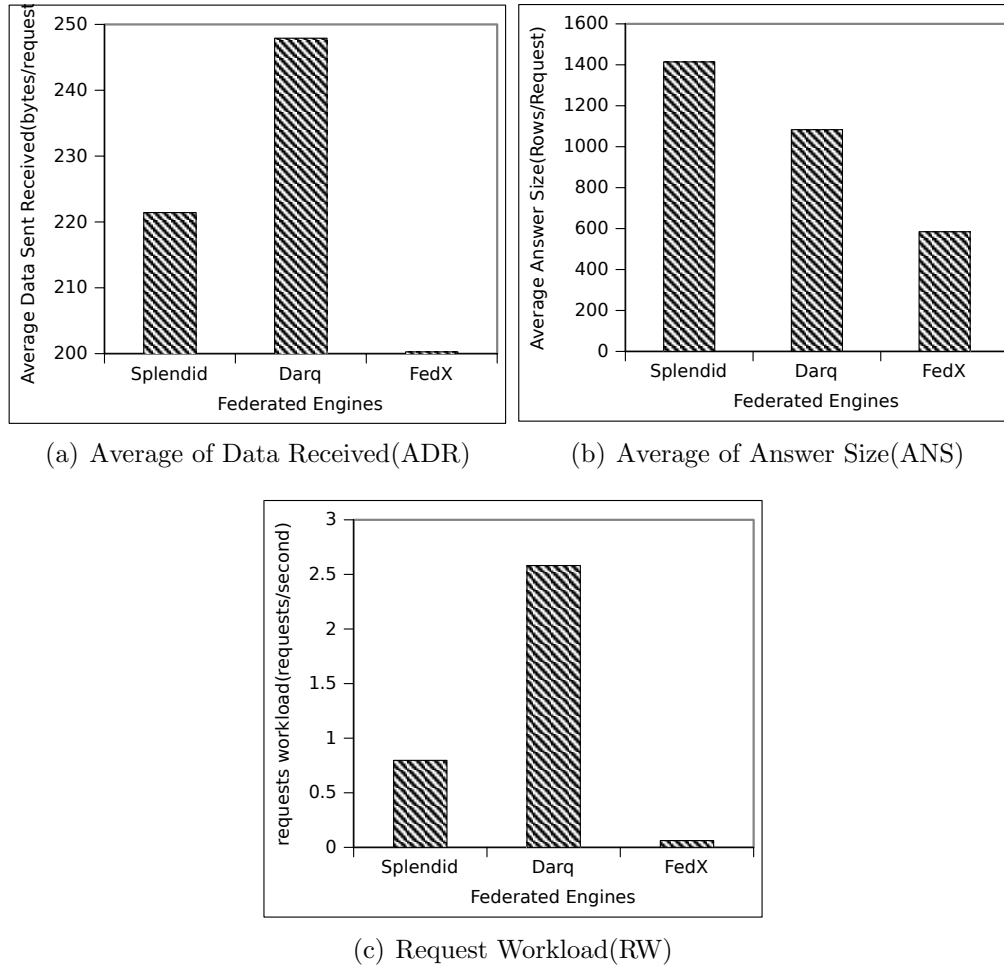 Average Data Sent Received(bytes/request
250
240
230
220
210
200
Splendid Darq FedX
Federated Engines
(a) Average of Data Received(ADR)
Average Answer Size(Rows/Request)
1600
1400
1200
1000
800
600
400
200
0
Splendid Darq FedX
Federated Engines
(b) Average of Answer Size(ANS)
requests workload(requests/second)
3
2.5
2
1.5
1
0.5
0
Splendid Darq FedX
Federated Engines
(c) Request Workload(RW)